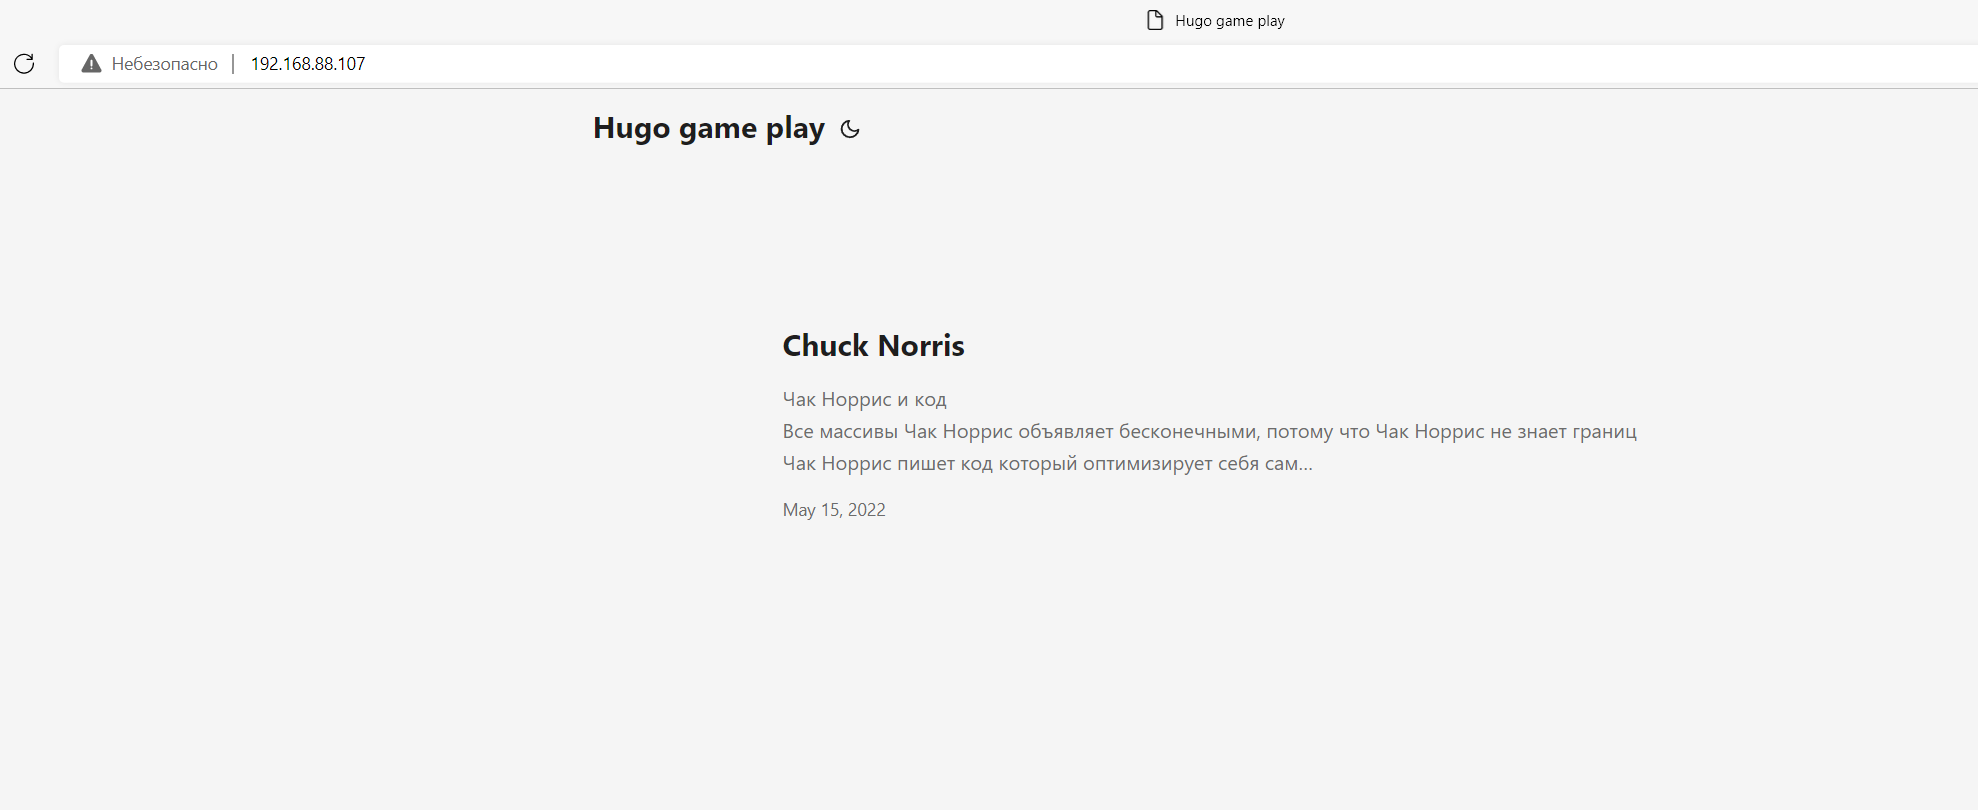 Hugo game play
Небезопасно
192.168.88.107
Hugo game play
Chuck Norris
Чак Норрис и код
Все массивы Чак Норрис объявляет бесконечными, потому что Чак Норрис не знает границ
Чак Норрис пишет код который оптимизирует себя сам...
May 15, 2022